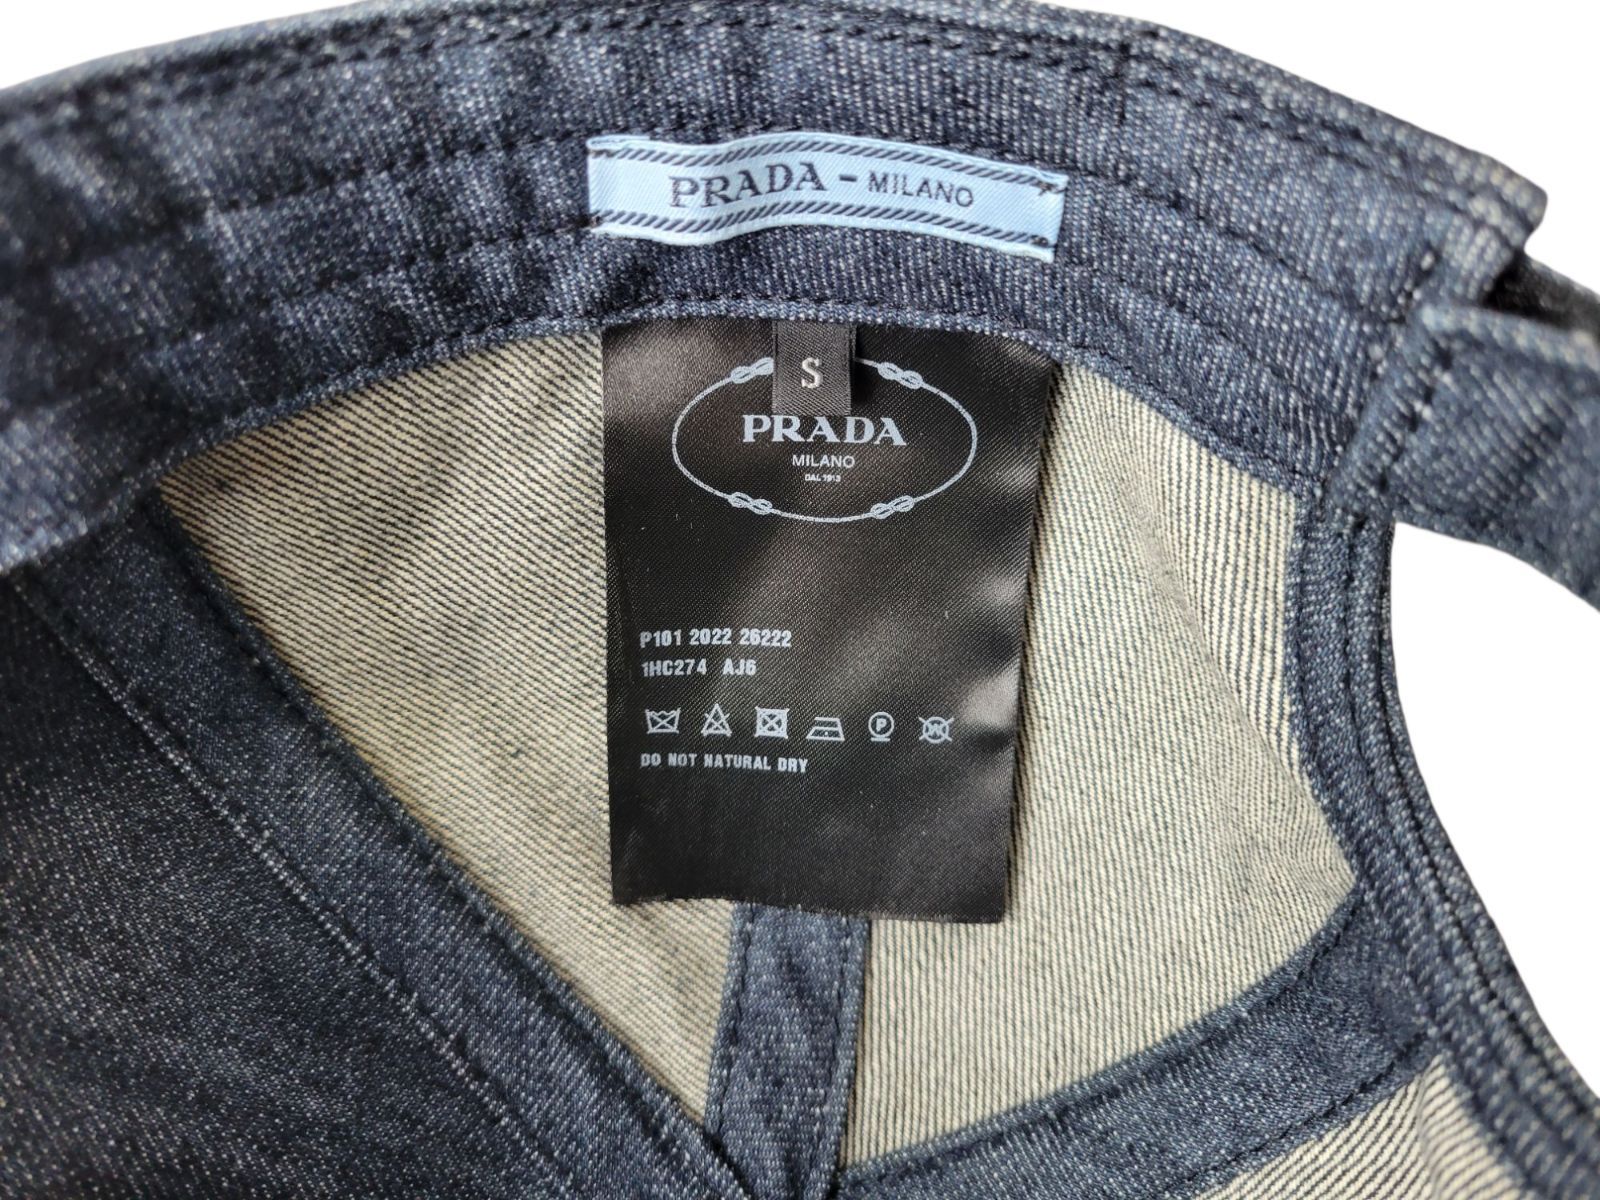 PRADA - MILANO
S
PRADA
MILANO
DAL 1913
P101 2022 26222
1HC274 AJ6
P
DO NOT NATURAL DRY